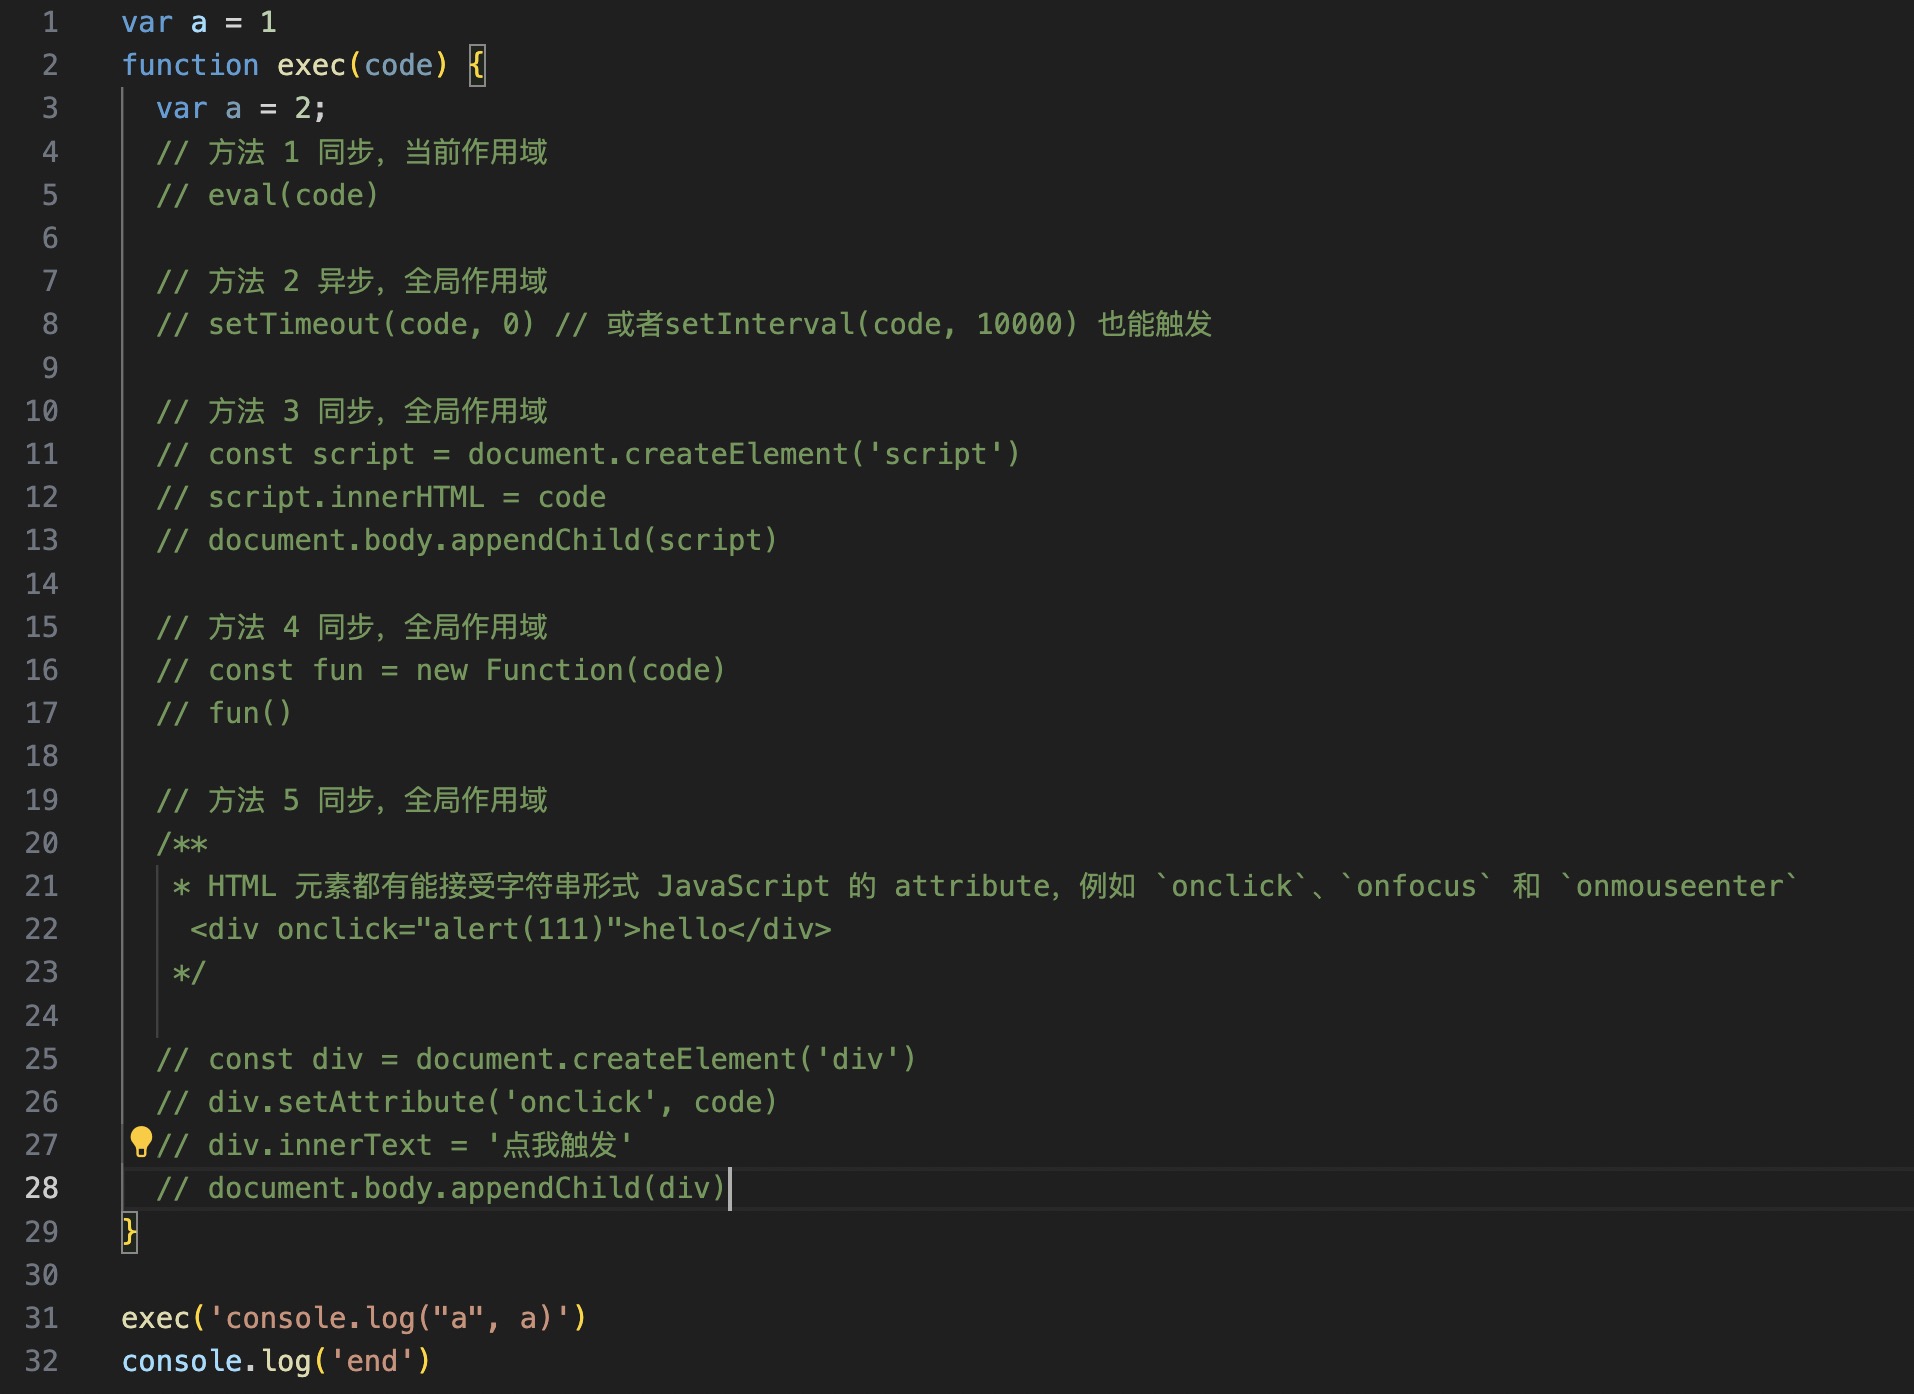 1 var a = 1
2 function exec(code) {
3   var a = 2;
4   // 方法 1 同步，当前作用域
5   // eval(code)
6
7   // 方法 2 异步，全局作用域
8   // setTimeout(code, 0) // 或者setInterval(code, 10000) 也能触发
9
10   // 方法 3 同步，全局作用域
11   // const script = document.createElement('script')
12   // script.innerHTML = code
13   // document.body.appendChild(script)
14
15   // 方法 4 同步，全局作用域
16   // const fun = new Function(code)
17   // fun()
18
19   // 方法 5 同步，全局作用域
20   /**
21    * HTML 元素都有能接受字符串形式 JavaScript 的 attribute，例如 `onclick`、`onfocus` 和 `onmouseenter`
22     <div onclick="alert(111)">hello</div>
23    */
24
25   // const div = document.createElement('div')
26   // div.setAttribute('onclick', code)
27   // div.innerText = '点我触发'
28   // document.body.appendChild(div)
29 }
30
31 exec('console.log("a", a)')
32 console.log('end')